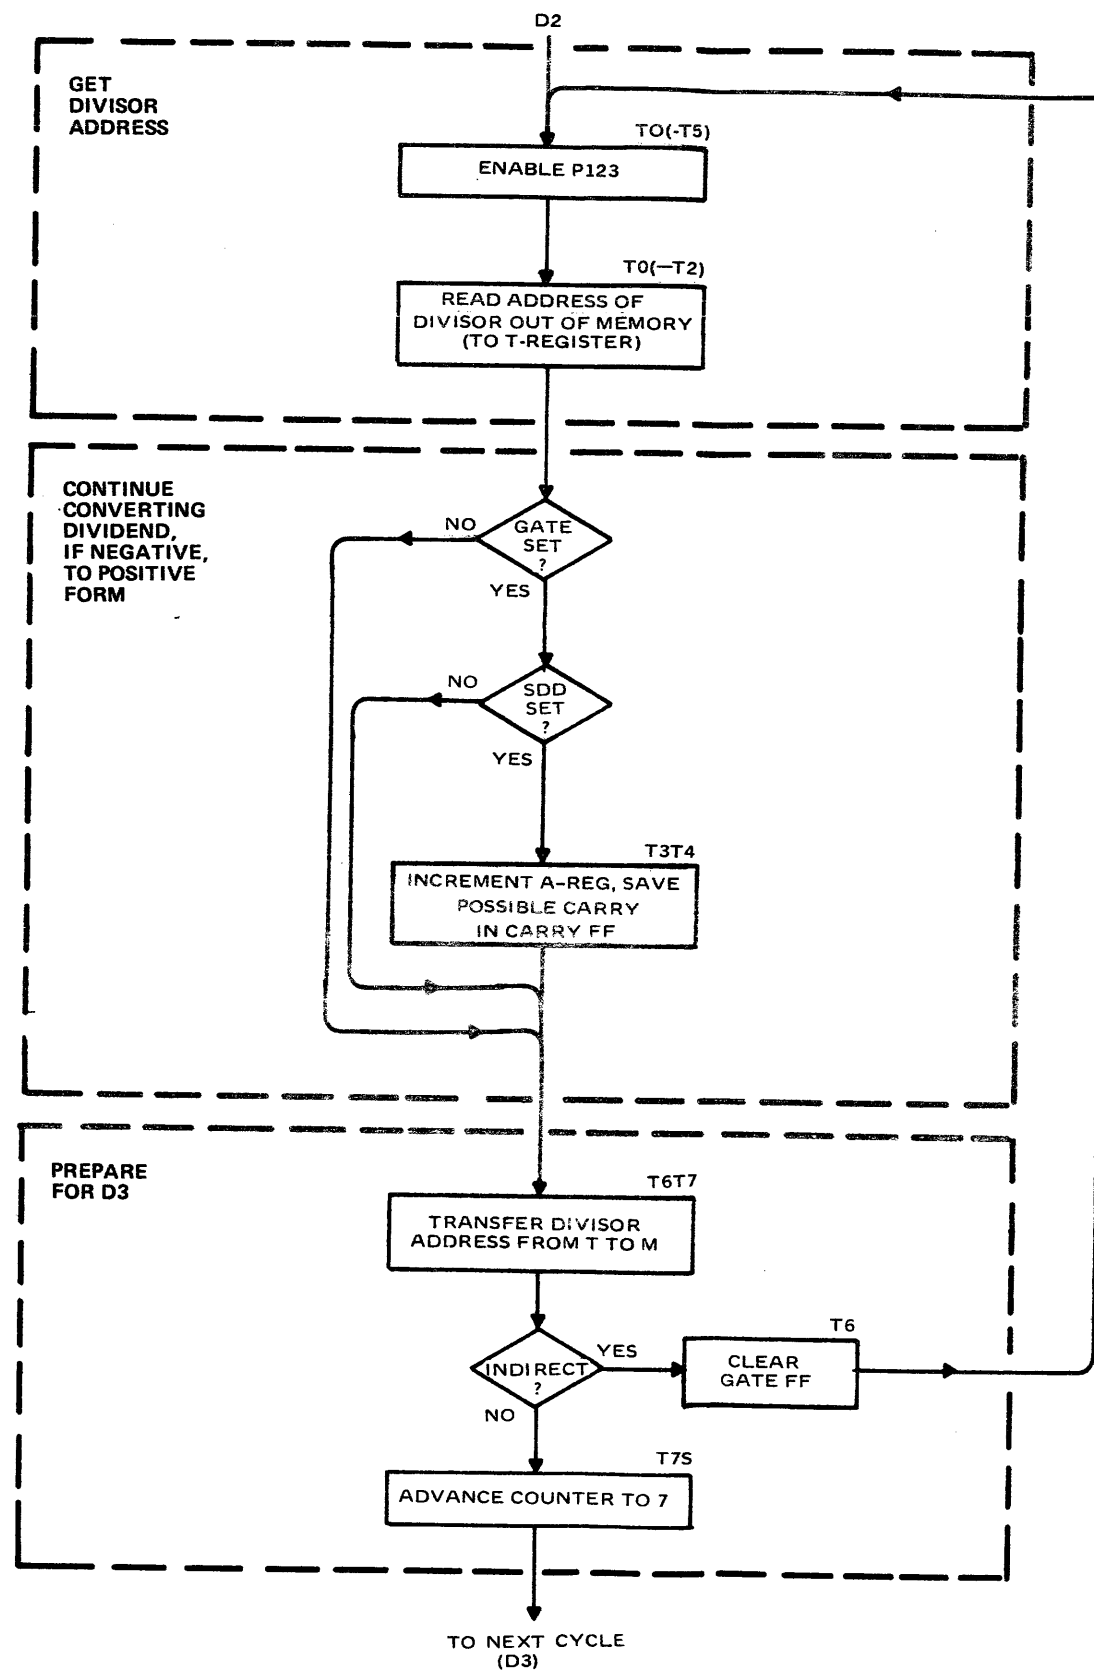 D2
GET
DIVISOR
ADDRESS
TO(-T5)
ENABLE P123
T0(—T2)
READ ADDRESS OF
DIVISOR OUT OF MEMORY
(TO T-REGISTER)
CONTINUE
CONVERTING
DIVIDEND,
IF NEGATIVE,
TO POSITIVE
FORM
NO
GATE
SET
?
YES
NO
SDD
SET
?
YES
T3T4
INCREMENT A-REG, SAVE
POSSIBLE CARRY
IN CARRY FF
PREPARE
FOR D3
T6T7
TRANSFER DIVISOR
ADDRESS FROM T TO M
INDIRECT
?
YES
T6
CLEAR
GATE FF
NO
T7S
ADVANCE COUNTER TO 7
TO NEXT CYCLE
(D3)